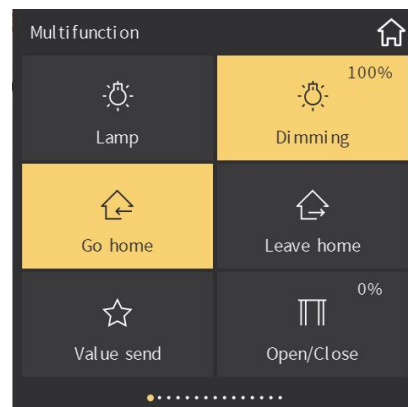 Multifunction
100%
Lamp
Dimming
Go home
Leave home
0%
Value send
Open/Close